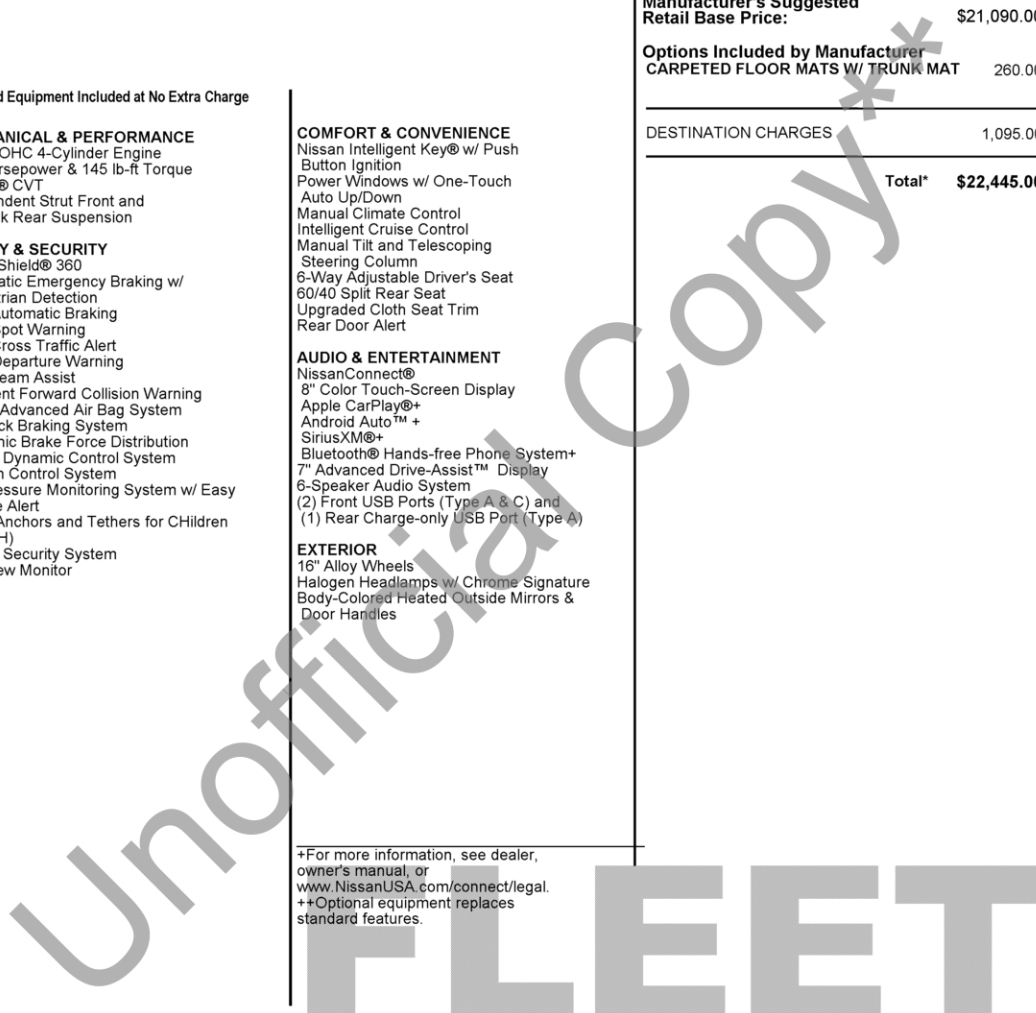 d Equipment Included at No Extra Charge
ANICAL & PERFORMANCE
OHC 4-Cylinder Engine
rsepower & 145 lb-ft Torque
® CVT
ndent Strut Front and
k Rear Suspension
Y & SECURITY
Shield® 360
atic Emergency Braking w/
trian Detection
utomatic Braking
pot Warning
ross Traffic Alert
eparture Warning
eam Assist
ent Forward Collision Warning
Advanced Air Bag System
ck Braking System
nic Brake Force Distribution
Dynamic Control System
n Control System
essure Monitoring System w/ Easy
e Alert
Anchors and Tethers for CHildren
H)
Security System
ew Monitor
COMFORT & CONVENIENCE
Nissan Intelligent Key® w/ Push
Button Ignition
Power Windows w/ One-Touch
Auto Up/Down
Manual Climate Control
Intelligent Cruise Control
Manual Tilt and Telescoping
Steering Column
6-Way Adjustable Driver's Seat
60/40 Split Rear Seat
Upgraded Cloth Seat Trim
Rear Door Alert
AUDIO & ENTERTAINMENT
NissanConnect®
8" Color Touch-Screen Display
Apple CarPlay®+
Android Auto™ +
SiriusXM®+
Bluetooth® Hands-free Phone System+
7" Advanced Drive-Assist™ Display
6-Speaker Audio System
(2) Front USB Ports (Type A & C) and
(1) Rear Charge-only USB Port (Type A)
EXTERIOR
16" Alloy Wheels
Halogen Headlamps w/ Chrome Signature
Body-Colored Heated Outside Mirrors &
Door Handles
+For more information, see dealer,
owner's manual, or
www.NissanUSA.com/connect/legal.
++Optional equipment replaces
standard features.
Manufacturer's Suggested
Retail Base Price: $21,090.00
Options Included by Manufacturer
CARPETED FLOOR MATS W/ TRUNK MAT 260.00
DESTINATION CHARGES 1,095.00
Total* $22,445.00
Unofficial Copy**
FLEET